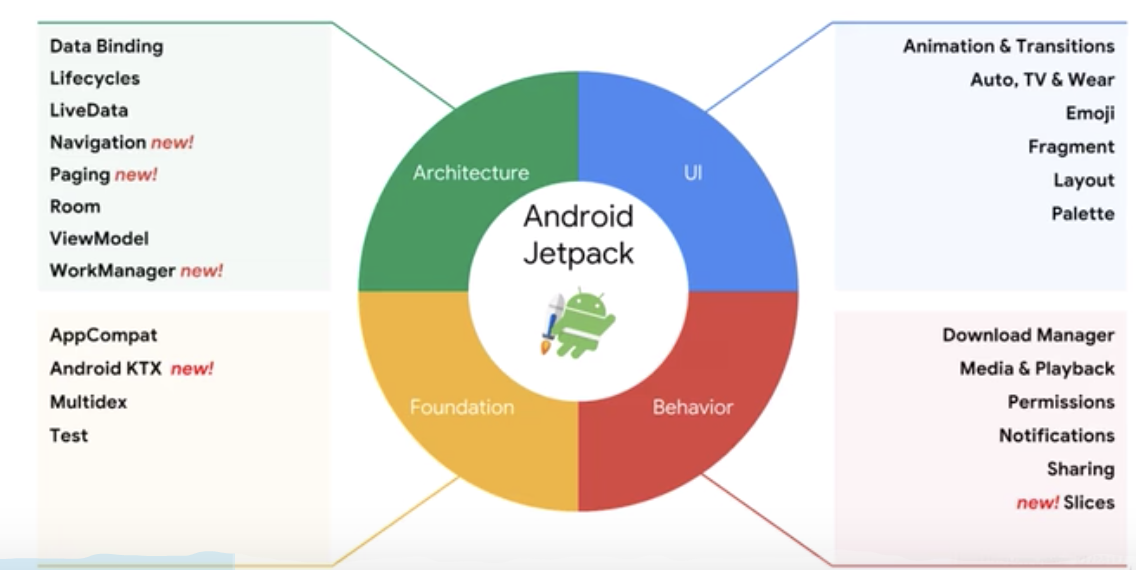 Data Binding
Lifecycles
LiveData
Navigation new!
Paging new!
Room
ViewModel
WorkManager new!
AppCompat
Android KTX new!
Multidex
Test
Architecture
UI
Android
Jetpack
Foundation
Behavior
Animation & Transitions
Auto, TV & Wear
Emoji
Fragment
Layout
Palette
Download Manager
Media & Playback
Permissions
Notifications
Sharing
new! Slices